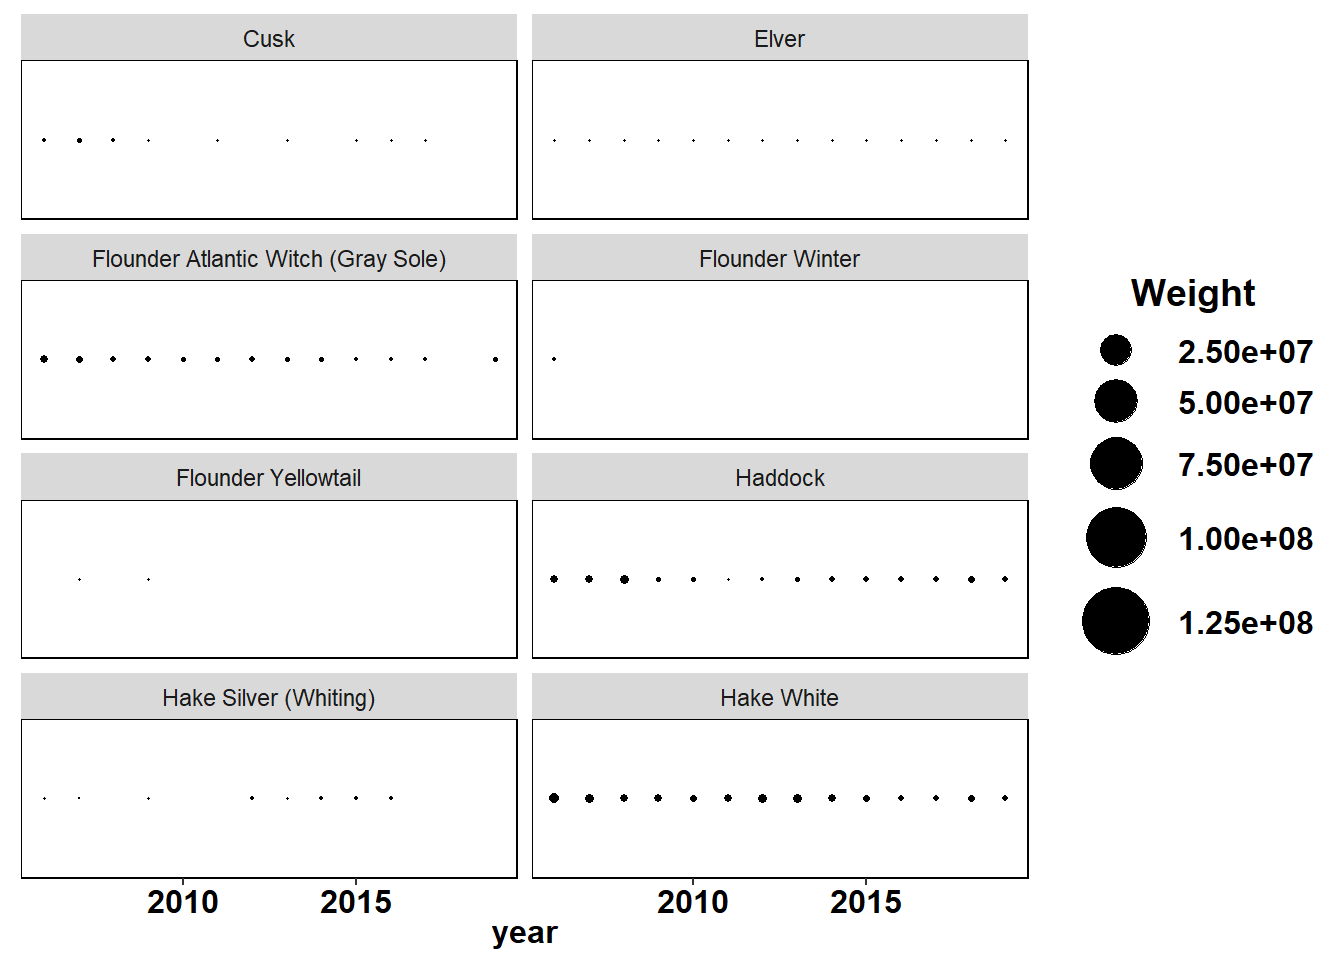 Cusk
Elver
Flounder Atlantic Witch (Gray Sole)
Flounder Winter
Flounder Yellowtail
Haddock
Hake Silver (Whiting)
Hake White
2010
2015
2010
2015
year
Weight
2.50e+07
5.00e+07
7.50e+07
1.00e+08
1.25e+08